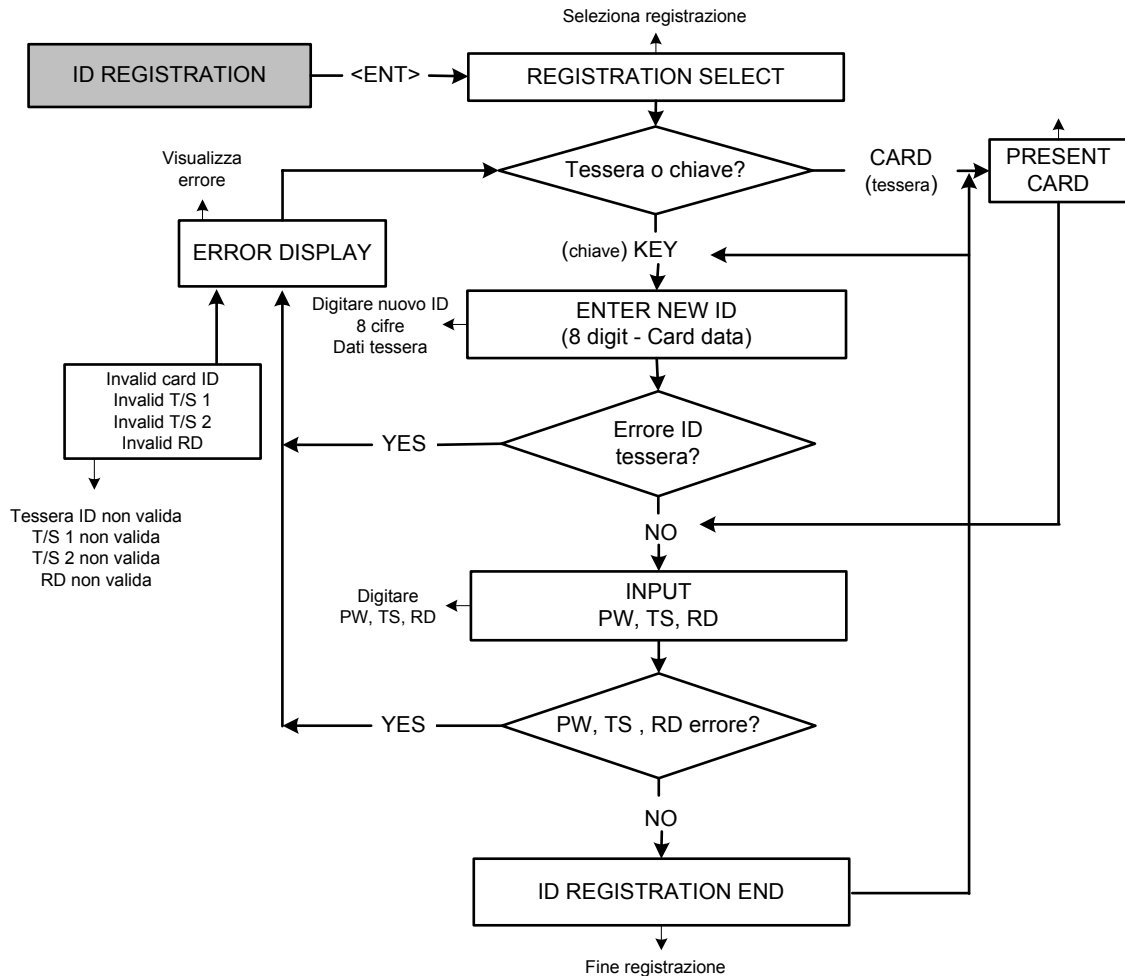 Seleziona registrazione
ID REGISTRATION
<ENT>
REGISTRATION SELECT
Visualizza
errore
Tessera o chiave?
CARD
(tessera)
PRESENT
CARD
ERROR DISPLAY
(chiave) KEY
Digitare nuovo ID
8 cifre
Dati tessera
ENTER NEW ID
(8 digit - Card data)
Invalid card ID
Invalid T/S 1
Invalid T/S 2
Invalid RD
YES
Errore ID
tessera?
Tessera ID non valida
T/S 1 non valida
T/S 2 non valida
RD non valida
NO
Digitare
PW, TS, RD
INPUT
PW, TS, RD
YES
PW, TS , RD errore?
NO
ID REGISTRATION END
Fine registrazione